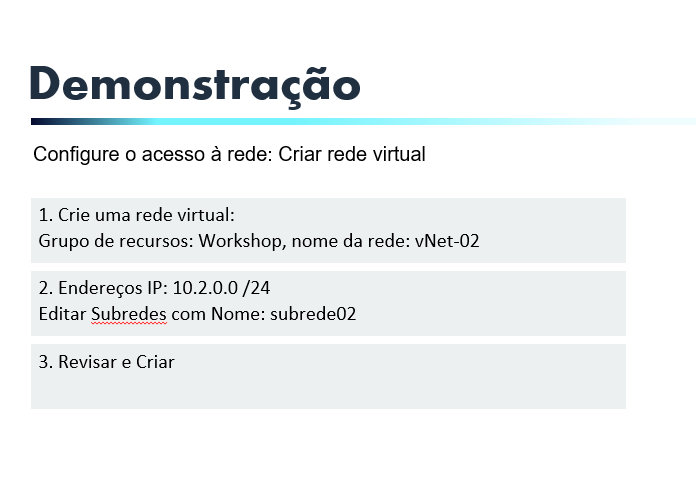 Demonstração
Configure o acesso à rede: Criar rede virtual
1. Crie uma rede virtual:
Grupo de recursos: Workshop, nome da rede: vNet-02
2. Endereços IP: 10.2.0.0 /24
Editar Subredes com Nome: subrede02
3. Revisar e Criar